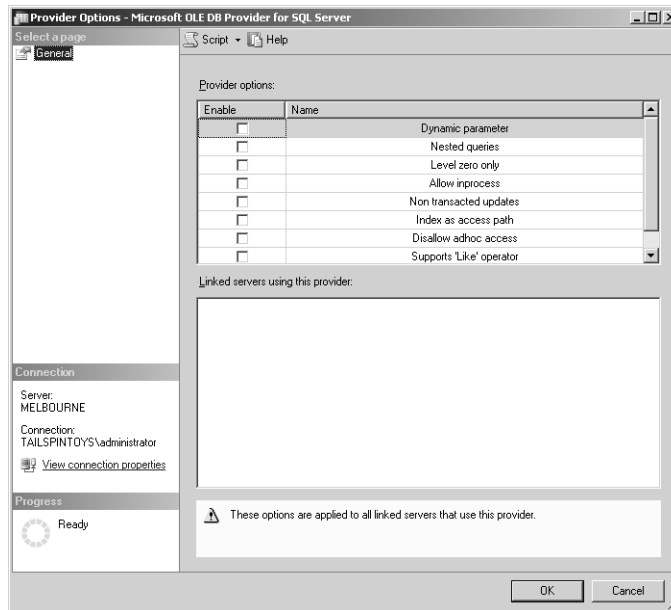 Provider Options - Microsoft OLE DB Provider for SQL Server
Select a page
General
Script
Help
Provider options:
Enable
Name
Dynamic parameter
Nested queries
Level zero only
Allow inprocess
Non transacted updates
Index as access path
Disallow adhoc access
Supports 'Like' operator
Linked servers using this provider:
Connection
Server:
MELBOURNE
Connection:
TAILSPINTOYS\administrator
View connection properties
Progress
Ready
These options are applied to all linked servers that use this provider.
OK
Cancel